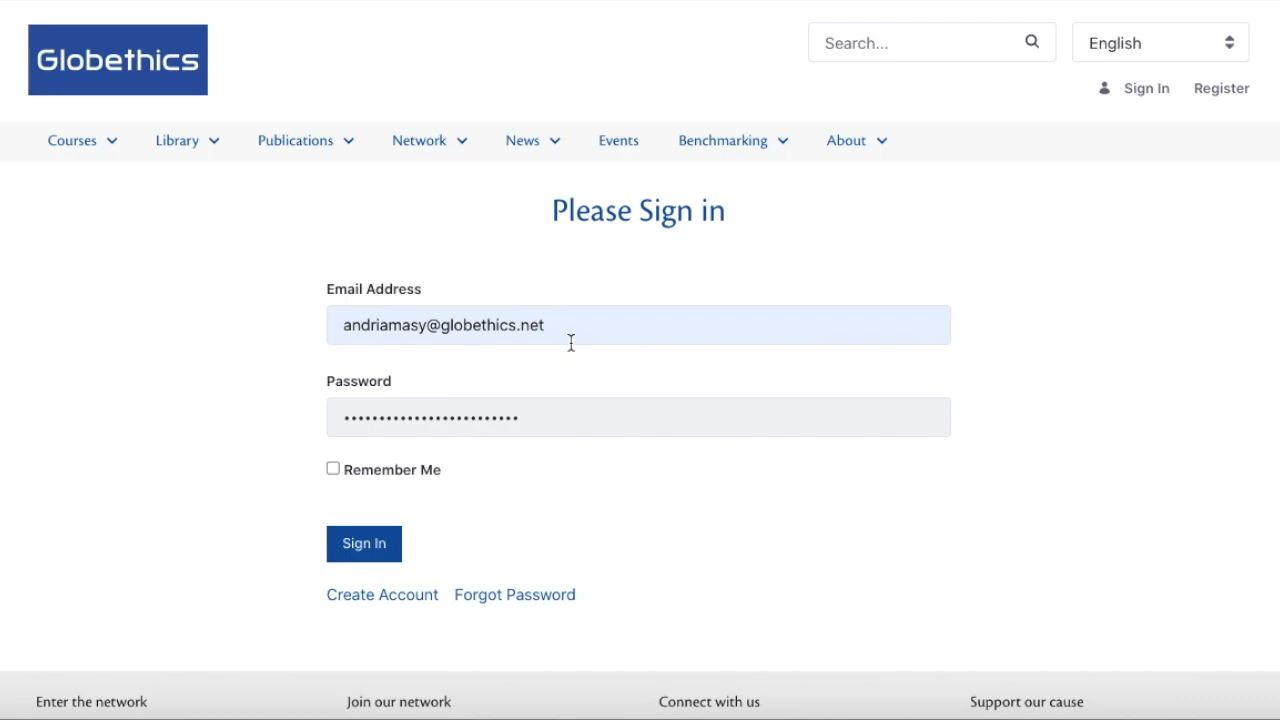 Globethics
Search...
English
Sign In Register
Courses Library Publications Network News Events Benchmarking About
Please Sign in
Email Address
andriamasy@globethics.net
Password
•••••••••••••••••••••••••
Remember Me
Sign In
Create Account Forgot Password
Enter the network Join our network Connect with us Support our cause